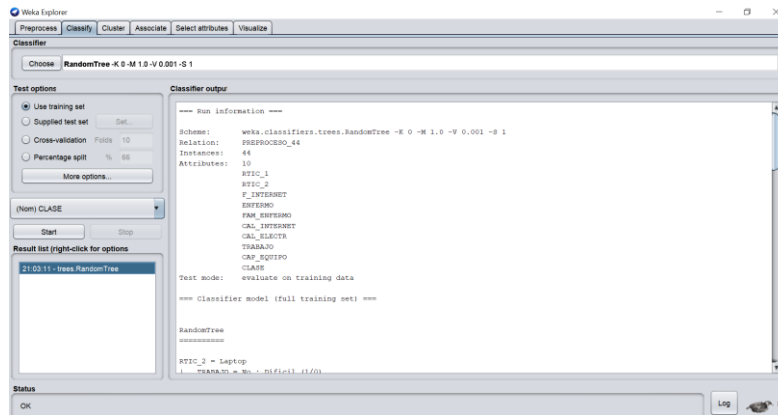 Weka Explorer
Preprocess Classify Cluster Associate Select attributes Visualize
Classifier
Choose RandomTree -K 0 -M 1.0 -V 0.001 -S 1
Test options
Use training set
Supplied test set Set...
Cross-validation Folds 10
Percentage split % 66
More options...
(Nom) CLASE
Start Stop
Result list (right-click for options
21:03:11 - trees.RandomTree
Classifier output
=== Run information ===
Scheme: weka.classifiers.trees.RandomTree -K 0 -M 1.0 -V 0.001 -S 1
Relation: PREPROCESO_44
Instances: 44
Attributes: 10
RTIC_1
RTIC_2
F_INTERNET
ENFERMO
FAM_ENFERMO
CAL_INTERNET
CAL_ELECTR
TRABAJO
CAP_EQUIPO
CLASE
Test mode: evaluate on training data
=== Classifier model (full training set) ===
RandomTree
==========
RTIC_2 = Laptop
| TRABAJO = No : Dificil (1/0)
Status
OK
Log